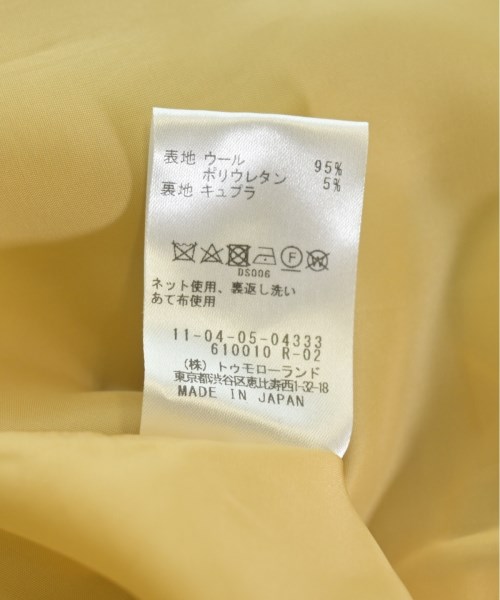 表地 ウール 95%
ポリウレタン 5%
裏地 キュプラ
F W
DS006
ネット使用、裏返し洗い
あて布使用
11-04-05-04333
610010 R-02
(株) トゥモローランド
東京都渋谷区恵比寿西1-32-18
MADE IN JAPAN